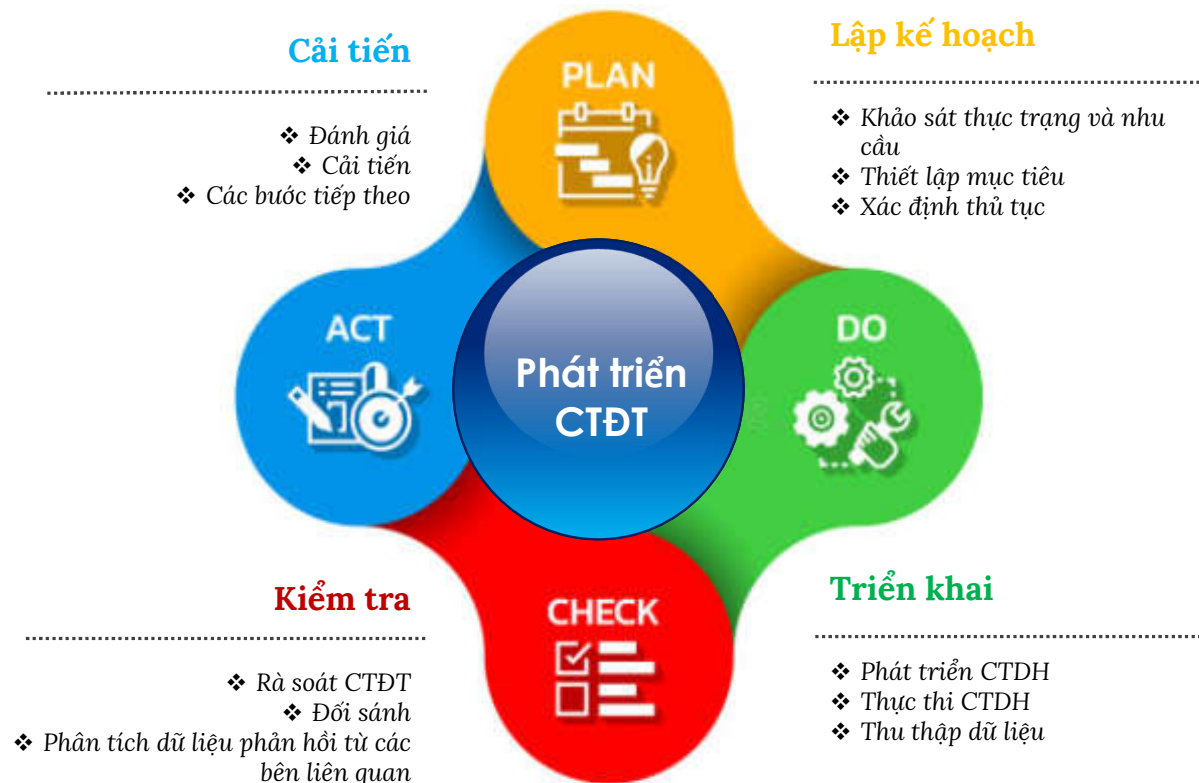 Cải tiến
❖ Đánh giá
❖ Cải tiến
❖ Các bước tiếp theo
PLAN
Lập kế hoạch
❖ Khảo sát thực trạng và nhu
cầu
❖ Thiết lập mục tiêu
❖ Xác định thủ tục
ACT
Phát triển
CTĐT
DO
Kiểm tra
❖ Rà soát CTĐT
❖ Đối sánh
❖ Phân tích dữ liệu phản hồi từ các
bên liên quan
CHECK
Triển khai
❖ Phát triển CTDH
❖ Thực thi CTDH
❖ Thu thập dữ liệu